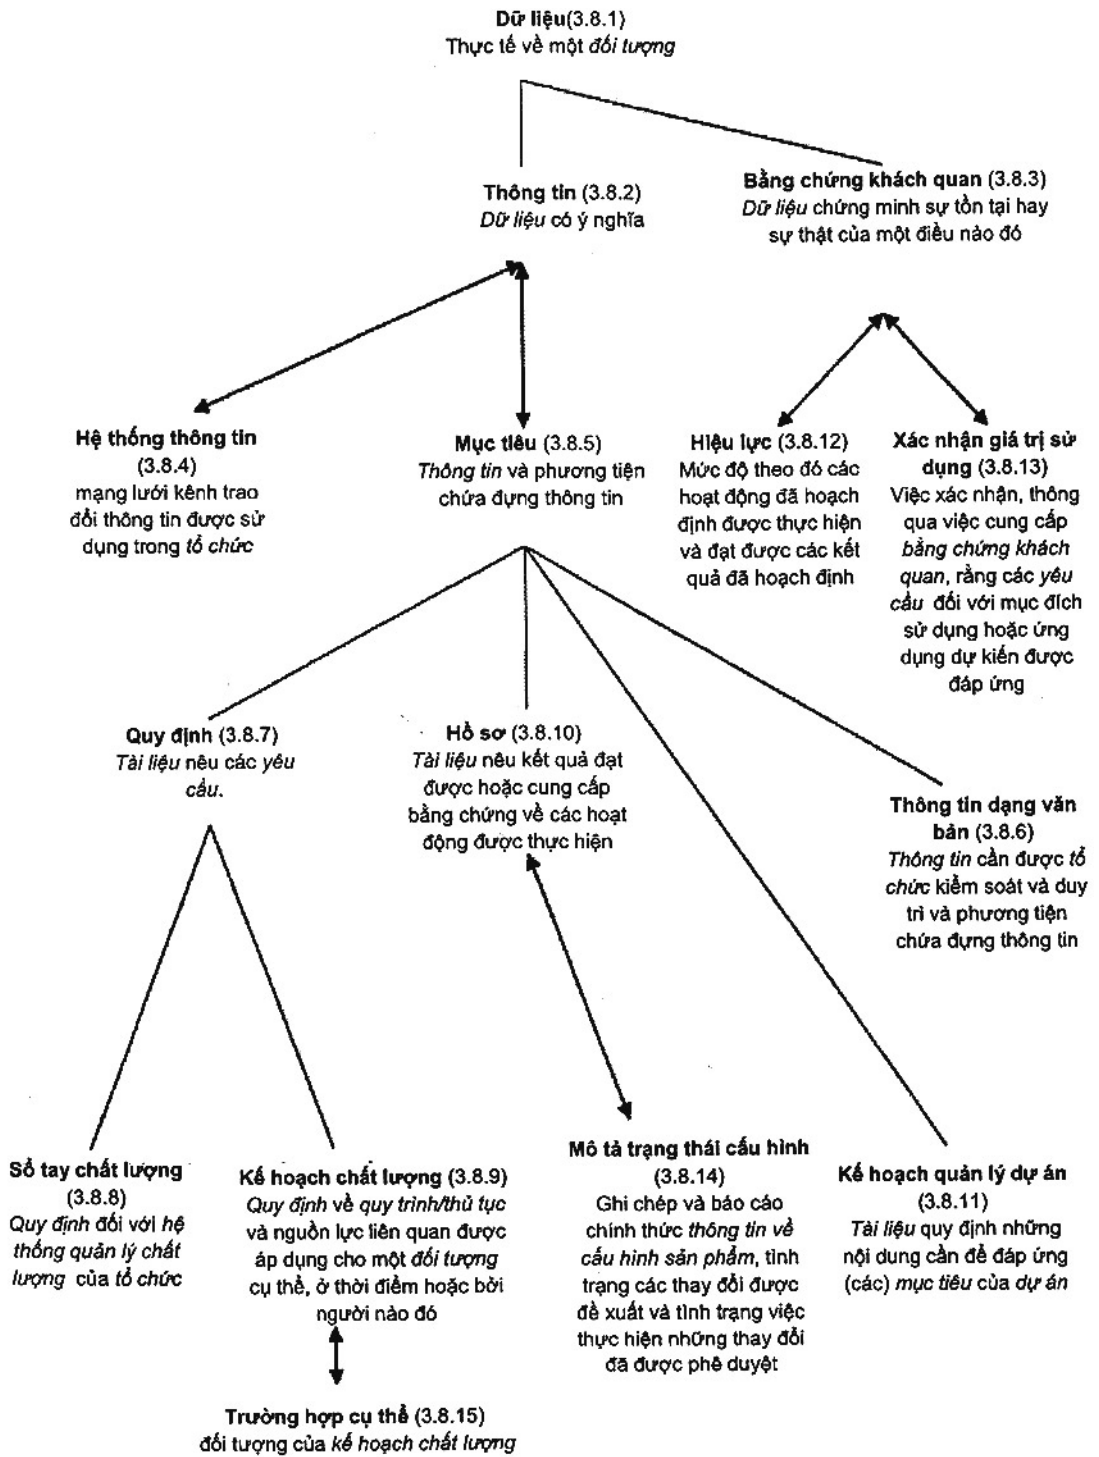 Dữ liệu(3.8.1)
Thực tế về một đối tượng
Thông tin (3.8.2)
Dữ liệu có ý nghĩa
Bằng chứng khách quan (3.8.3)
Dữ liệu chứng minh sự tồn tại hay
sự thật của một điều nào đó
Hệ thống thông tin
(3.8.4)
mạng lưới kênh trao
đổi thông tin được sử
dụng trong tổ chức
Mục tiêu (3.8.5)
Thông tin và phương tiện
chứa đựng thông tin
Hiệu lực (3.8.12)
Mức độ theo đó các
hoạt động đã hoạch
định được thực hiện
và đạt được các kết
quả đã hoạch định
Xác nhận giá trị sử
dụng (3.8.13)
Việc xác nhận, thông
qua việc cung cấp
bằng chứng khách
quan, rằng các yêu
cầu đối với mục đích
sử dụng hoặc ứng
dụng dự kiến được
đáp ứng
Quy định (3.8.7)
Tài liệu nêu các yêu
cầu.
Hồ sơ (3.8.10)
Tài liệu nêu kết quả đạt
được hoặc cung cấp
bằng chứng về các hoạt
động được thực hiện
Thông tin dạng văn
bản (3.8.6)
Thông tin cần được tổ
chức kiểm soát và duy
trì và phương tiện
chứa đựng thông tin
Sổ tay chất lượng
(3.8.8)
Quy định đối với hệ
thống quản lý chất
lượng của tổ chức
Kế hoạch chất lượng (3.8.9)
Quy định về quy trình/thủ tục
và nguồn lực liên quan được
áp dụng cho một đối tượng
cụ thể, ở thời điểm hoặc bởi
người nào đó
Mô tả trạng thái cấu hình
(3.8.14)
Ghi chép và báo cáo
chính thức thông tin về
cấu hình sản phẩm, tình
trạng các thay đổi được
đề xuất và tình trạng việc
thực hiện những thay đổi
đã được phê duyệt
Kế hoạch quản lý dự án
(3.8.11)
Tài liệu quy định những
nội dung cần để đáp ứng
(các) mục tiêu của dự án
Trường hợp cụ thể (3.8.15)
đối tượng của kế hoạch chất lượng